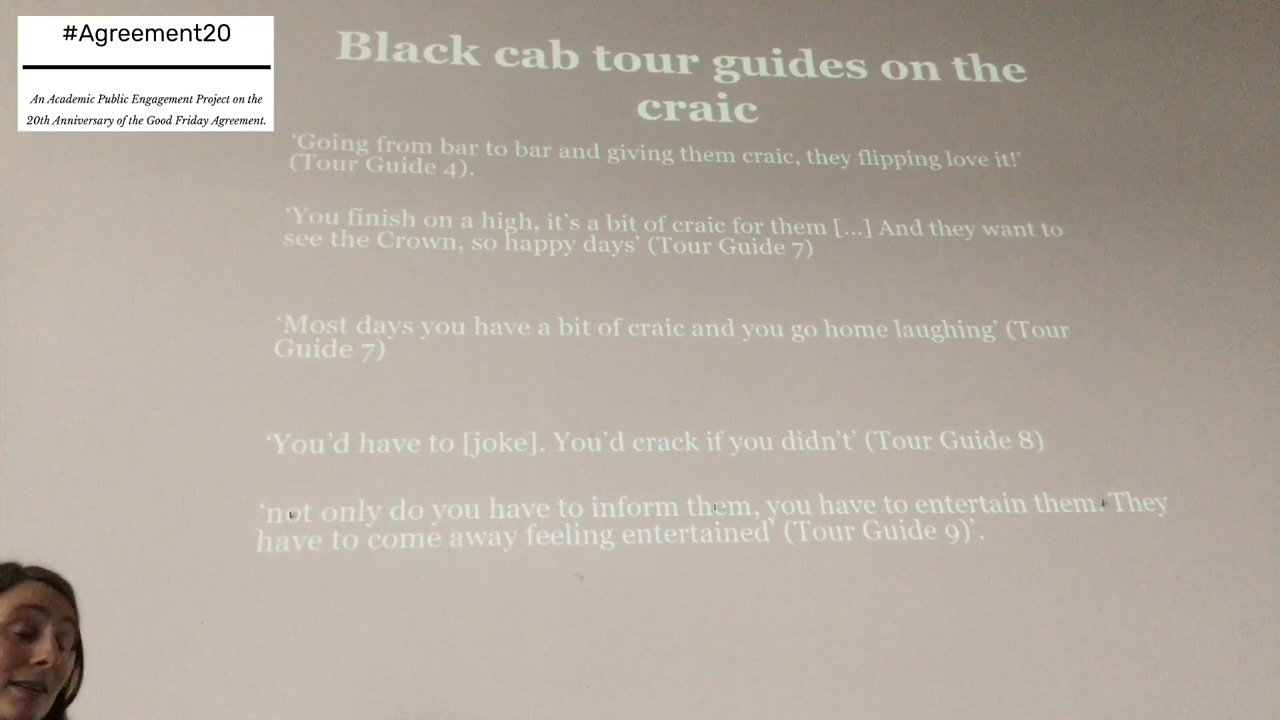 #Agreement20
An Academic Public Engagement Project on the
20th Anniversary of the Good Friday Agreement.
Black cab tour guides on the
craic
‘Going from bar to bar and giving them craic, they flipping love it!’
(Tour Guide 4).
‘You finish on a high, it’s a bit of craic for them [...] And they want to
see the Crown, so happy days’ (Tour Guide 7)
‘Most days you have a bit of craic and you go home laughing’ (Tour
Guide 7)
‘You’d have to [joke]. You’d crack if you didn’t’ (Tour Guide 8)
‘not only do you have to inform them, you have to entertain them. They
have to come away feeling entertained’ (Tour Guide 9)’.